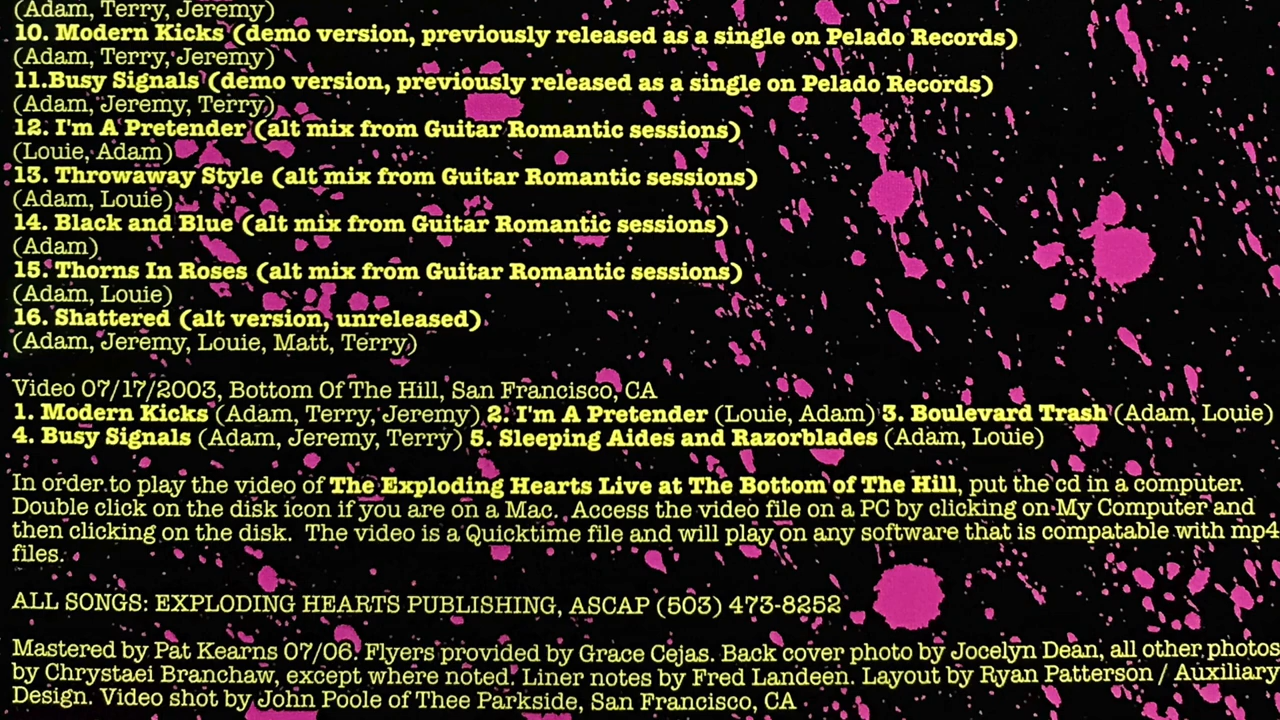 (Adam, Terry, Jeremy)
10. Modern Kicks (demo version, previously released as a single on Pelado Records)
(Adam, Terry, Jeremy)
11.Busy Signals (demo version, previously released as a single on Pelado Records)
(Adam, Jeremy, Terry)
12. I'm A Pretender (alt mix from Guitar Romantic sessions)
(Louie, Adam)
13. Throwaway Style (alt mix from Guitar Romantic sessions)
(Adam, Louie)
14. Black and Blue (alt mix from Guitar Romantic sessions)
(Adam)
15. Thorns In Roses (alt mix from Guitar Romantic sessions)
(Adam, Louie)
16. Shattered (alt version, unreleased)
(Adam, Jeremy, Louie, Matt, Terry)
Video 07/17/2003, Bottom Of The Hill, San Francisco, CA
1. Modern Kicks (Adam, Terry, Jeremy) 2. I'm A Pretender (Louie, Adam) 3. Boulevard Trash (Adam, Louie)
4. Busy Signals (Adam, Jeremy, Terry) 5. Sleeping Aides and Razorblades (Adam, Louie)
In order to play the video of The Exploding Hearts Live at The Bottom of The Hill, put the cd in a computer.
Double click on the disk icon if you are on a Mac. Access the video file on a PC by clicking on My Computer and
then clicking on the disk. The video is a Quicktime file and will play on any software that is compatable with mp4
files.
ALL SONGS: EXPLODING HEARTS PUBLISHING, ASCAP (503) 473-8252
Mastered by Pat Kearns 07/06. Flyers provided by Grace Cejas. Back cover photo by Jocelyn Dean, all other photos
by Chrystaei Branchaw, except where noted. Liner notes by Fred Landeen. Layout by Ryan Patterson / Auxiliary
Design. Video shot by John Poole of Thee Parkside, San Francisco, CA